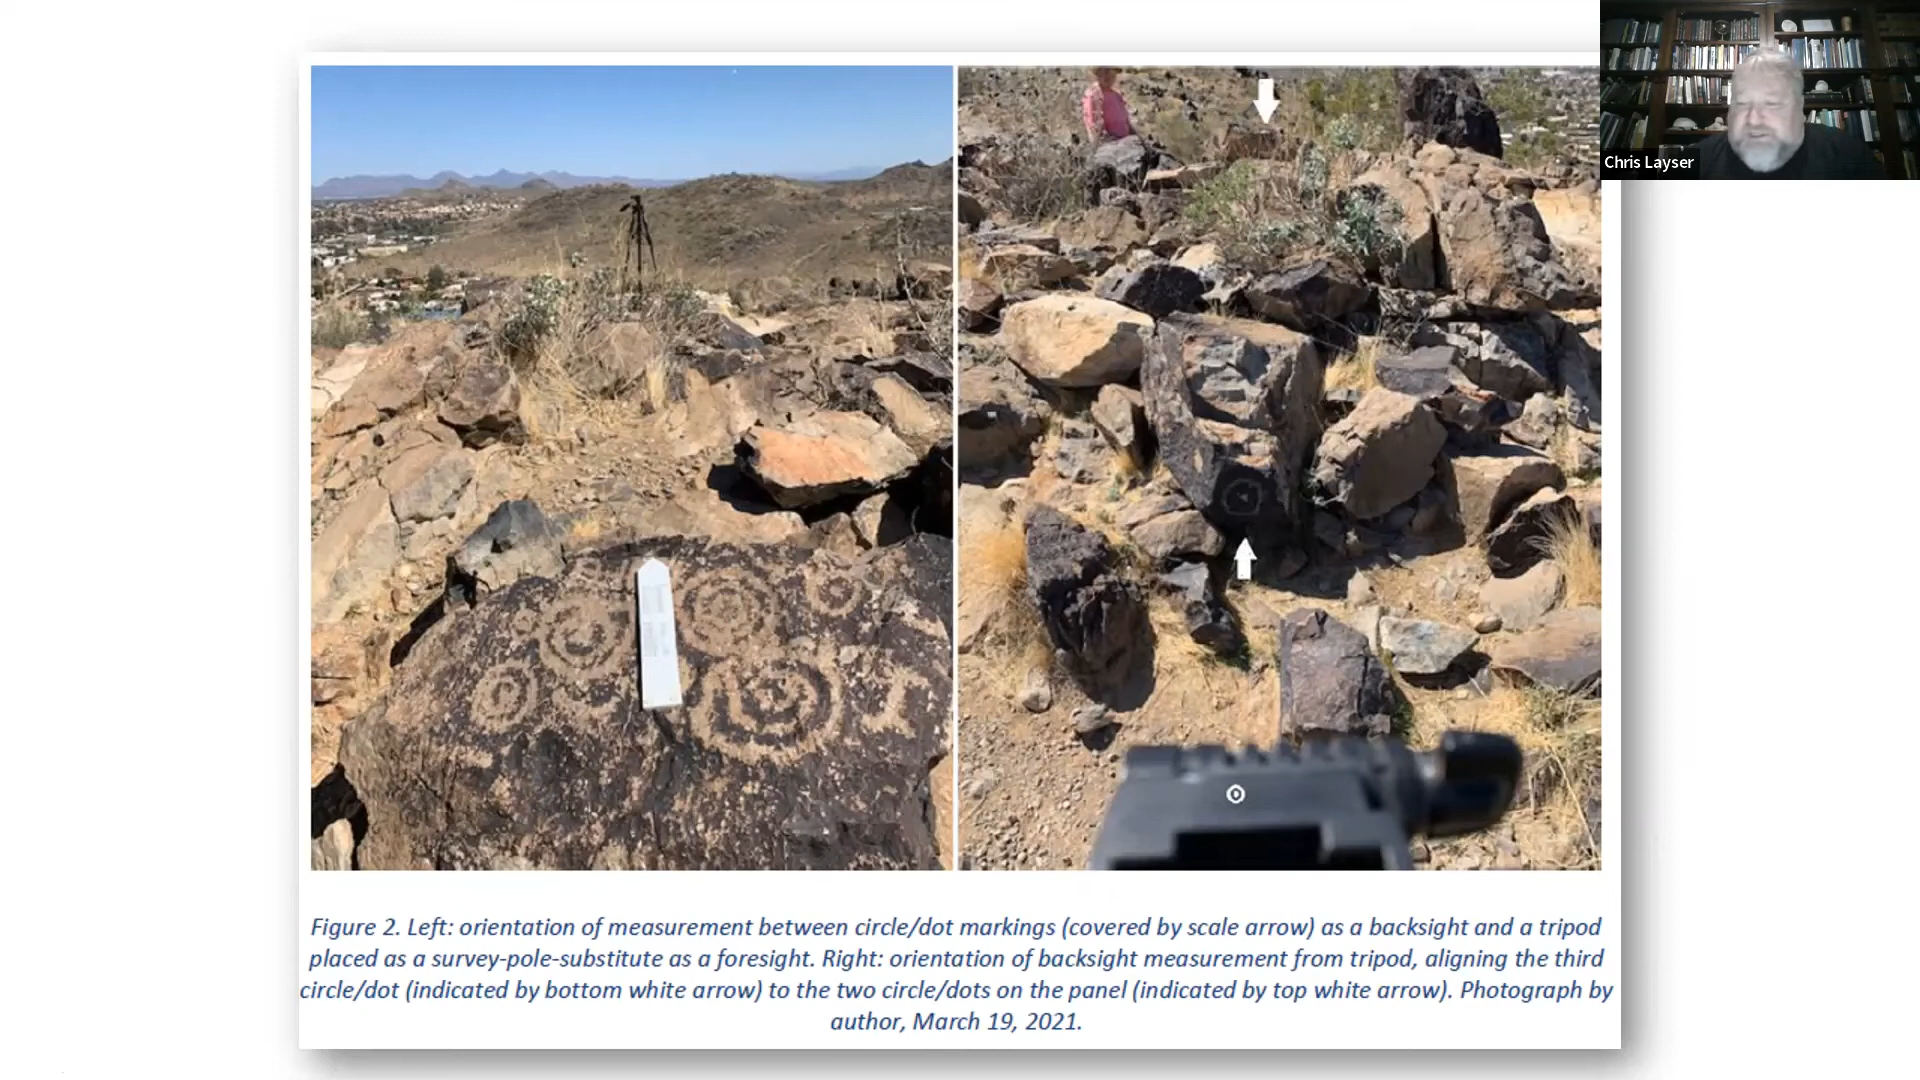 Chris Layser
Figure 2. Left: orientation of measurement between circle/dot markings (covered by scale arrow) as a backsight and a tripod
placed as a survey-pole-substitute as a foresight. Right: orientation of backsight measurement from tripod, aligning the third
circle/dot (indicated by bottom white arrow) to the two circle/dots on the panel (indicated by top white arrow). Photograph by
author, March 19, 2021.